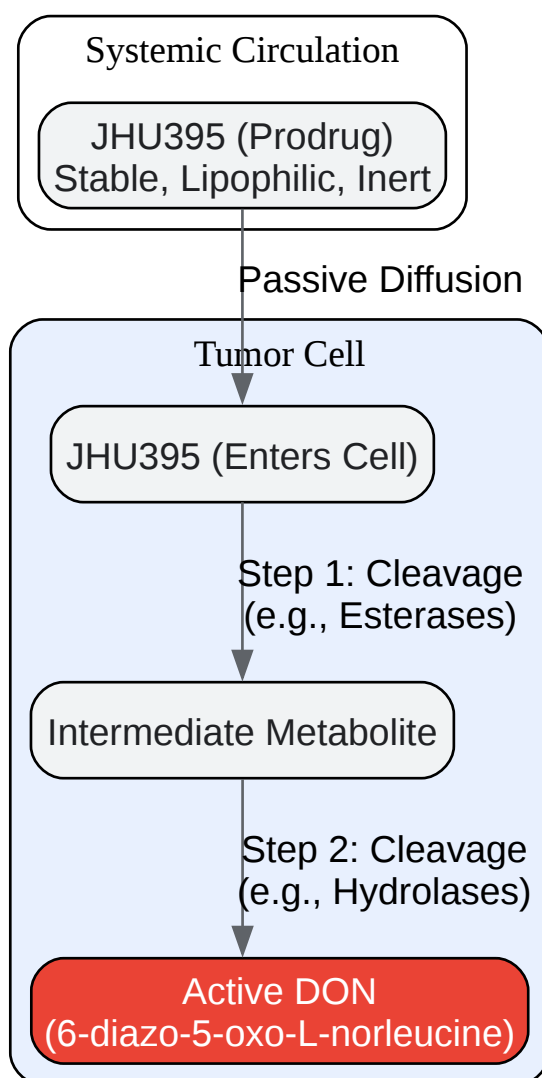 Systemic Circulation
JHU395 (Prodrug)
Stable, Lipophilic, Inert
Passive Diffusion
Tumor Cell
JHU395 (Enters Cell)
Step 1: Cleavage
(e.g., Esterases)
Intermediate Metabolite
Step 2: Cleavage
(e.g., Hydrolases)
Active DON
(6-diazo-5-oxo-L-norleucine)